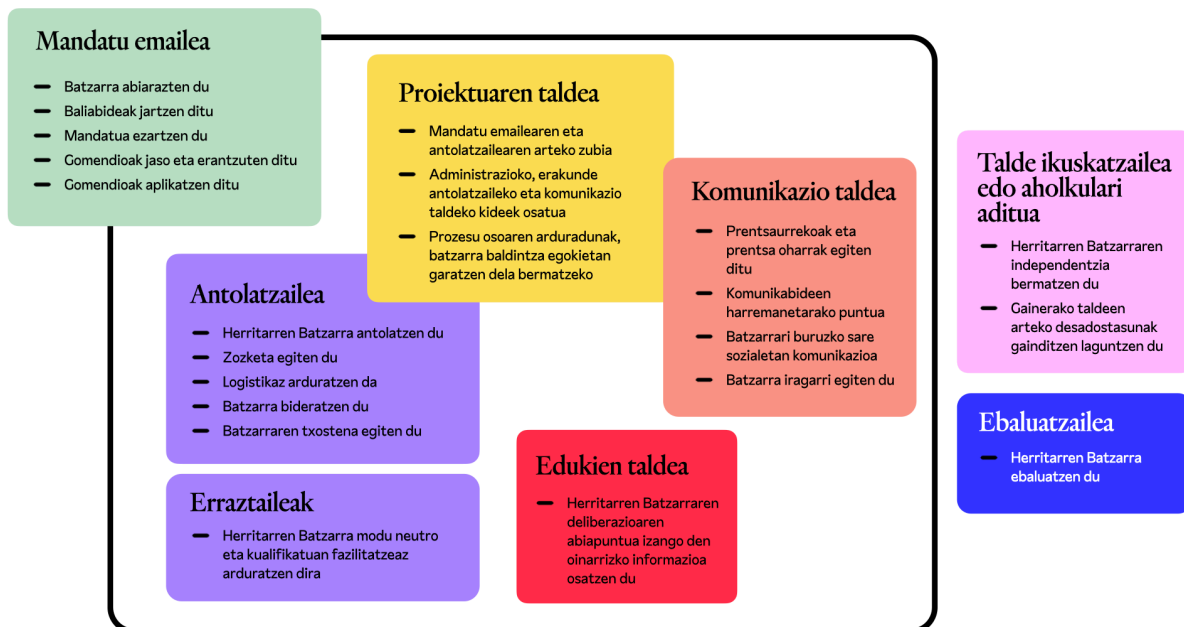 Mandatu emailea
— Batzarra abiarazten du
— Baliabideak jartzen ditu
— Mandatua ezartzen du
— Gomendioak jaso eta erantzuten ditu
— Gomendioak aplikatzen ditu
Proiektuaren taldea
— Mandatu emailearen eta
antolatzailearen arteko zubia
— Administrazioko, erakunde
antolatzaileko eta komunikazio
taldeko kideek osatua
— Prozesu osoaren arduradunak,
batzarra baldintza egokietan
garatzen dela bermatzeko
Komunikazio taldea
— Prentsaurrekoak eta
prentsa oharrak egiten
ditu
— Komunikabideen
harremanetarako puntua
— Batzarrari buruzko sare
sozialetan komunikazioa
— Batzarra iragarri egiten du
Talde ikuskatzailea
edo aholkulari
aditua
— Herritarren Batzarraren
independentzia
bermatzen du
— Gainerako taldeen
arteko desadostasunak
gainditzen laguntzen du
Antolatzailea
— Herritarren Batzarra antolatzen du
— Zozketa egiten du
— Logistikaz arduratzen da
— Batzarra bideratzen du
— Batzarraren txostena egiten du
Ebaluatzailea
— Herritarren Batzarra
ebaluatzen du
Erraztaileak
— Herritarren Batzarra modu neutro
eta kualifikatuan fazilitatzeaz
arduratzen dira
Edukien taldea
— Herritarren Batzarraren
deliberazioaren
abiapuntua izango den
oinarrizko informazioa
osatzen du